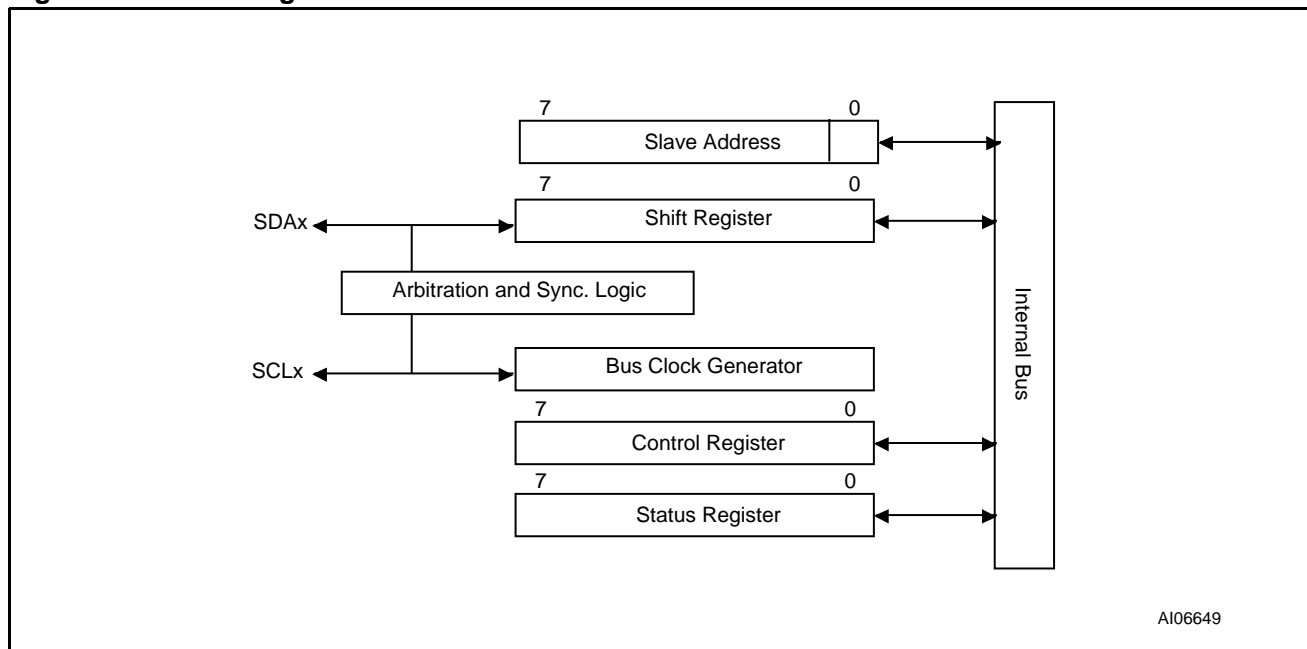 7 0
Slave Address
7 0
SDAx
Shift Register
Arbitration and Sync. Logic
Internal Bus
SCLx
Bus Clock Generator
7 0
Control Register
7 0
Status Register
AI06649